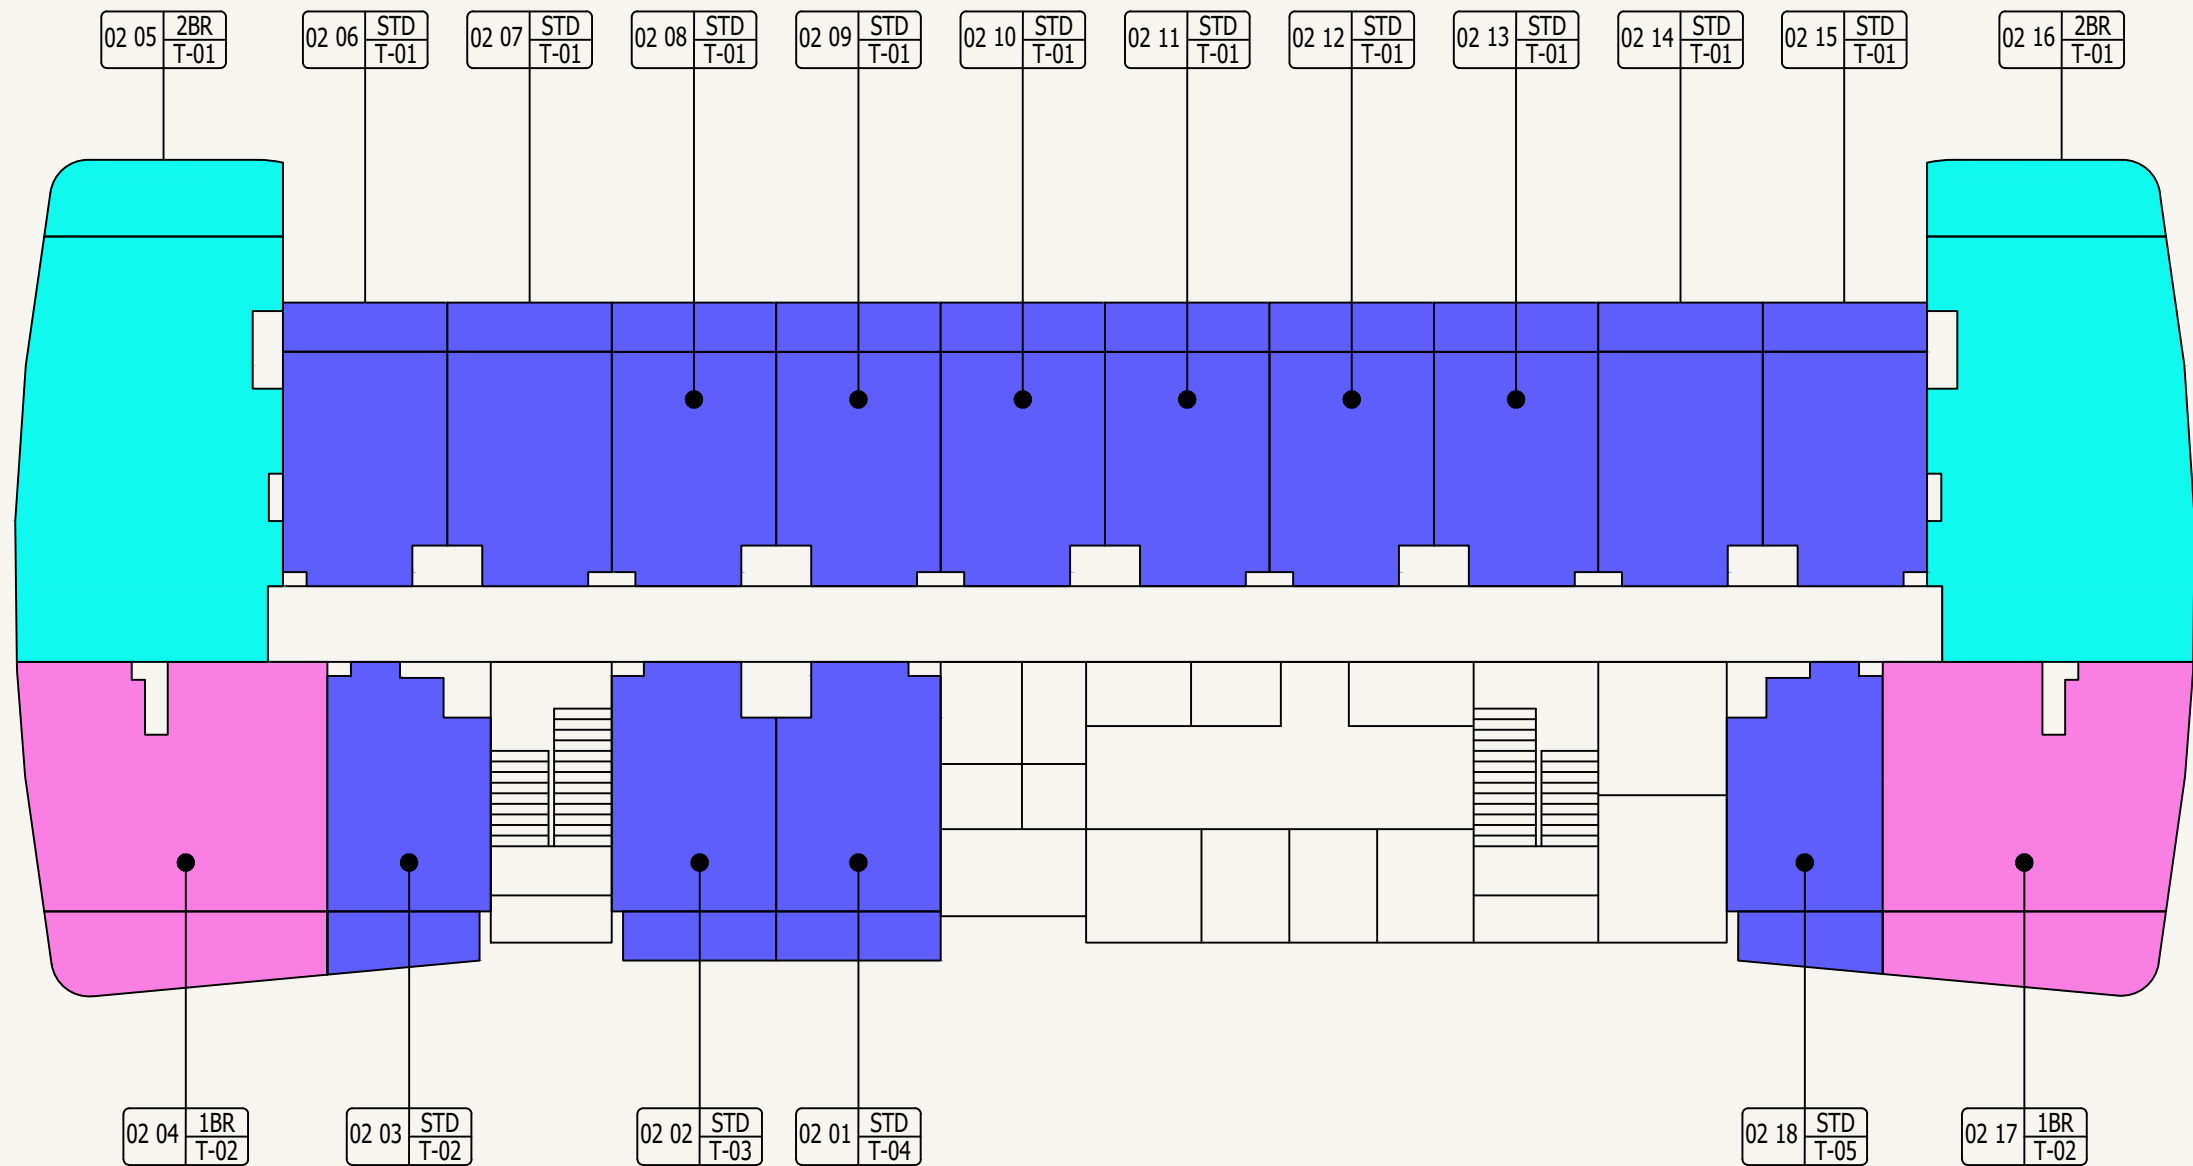 02 05 2BR T-01
02 06 STD T-01
02 07 STD T-01
02 08 STD T-01
02 09 STD T-01
02 10 STD T-01
02 11 STD T-01
02 12 STD T-01
02 13 STD T-01
02 14 STD T-01
02 15 STD T-01
02 16 2BR T-01
02 04 1BR T-02
02 03 STD T-02
02 02 STD T-03
02 01 STD T-04
02 18 STD T-05
02 17 1BR T-02